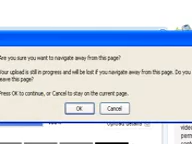 Are you sure you want to navigate away from this page?
Your upload is still in progress and will be lost if you navigate away from this page. Do you
leave this page?
Press OK to continue, or Cancel to stay on the current page.
OK Cancel
Upload details